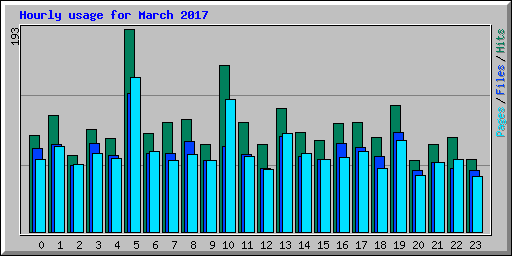 Hourly usage for March 2017
193
Pages / Files / Hits
0 1 2 3 4 5 6 7 8 9 10 11 12 13 14 15 16 17 18 19 20 21 22 23